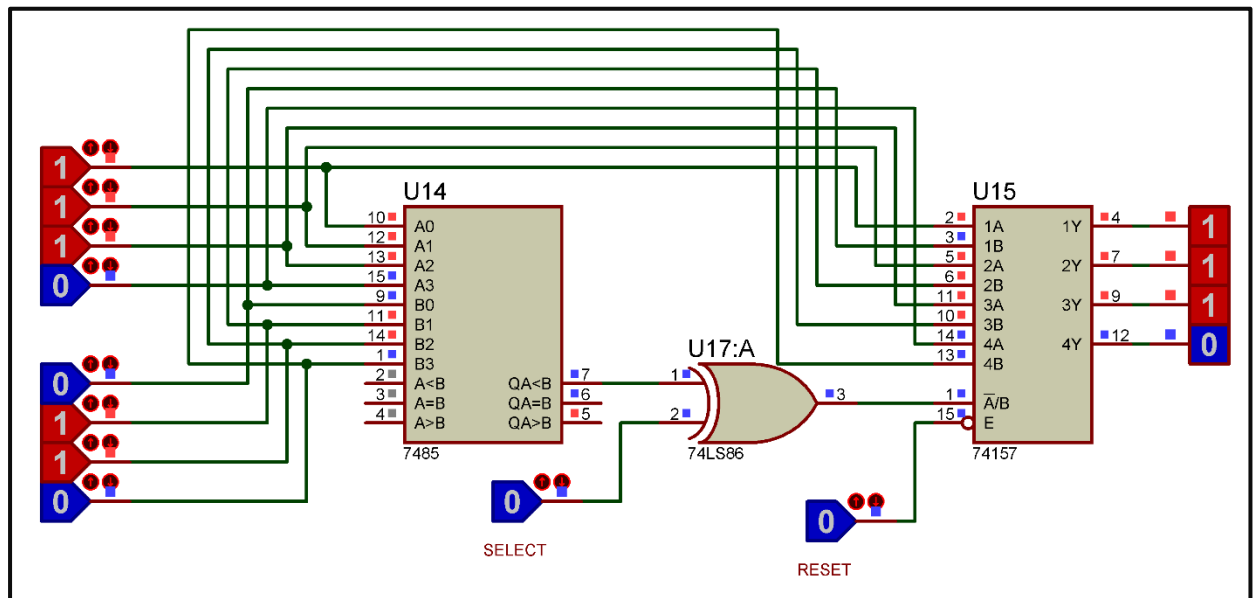 1
1
1
0
0
1
1
0
U14
10 A0
12 A1
13 A2
15 A3
9 B0
11 B1
14 B2
1 B3
2 A<B QA<B 7
3 A=B QA=B 6
4 A>B QA>B 5
7485
U17:A
1
2
3
74LS86
0
SELECT
0
RESET
U15
2 1A 1Y 4
3 1B
5 2A 2Y 7
6 2B
11 3A 3Y 9
10 3B
14 4A 4Y 12
13 4B
1 A̅/B
15 E
74157
1
1
1
0